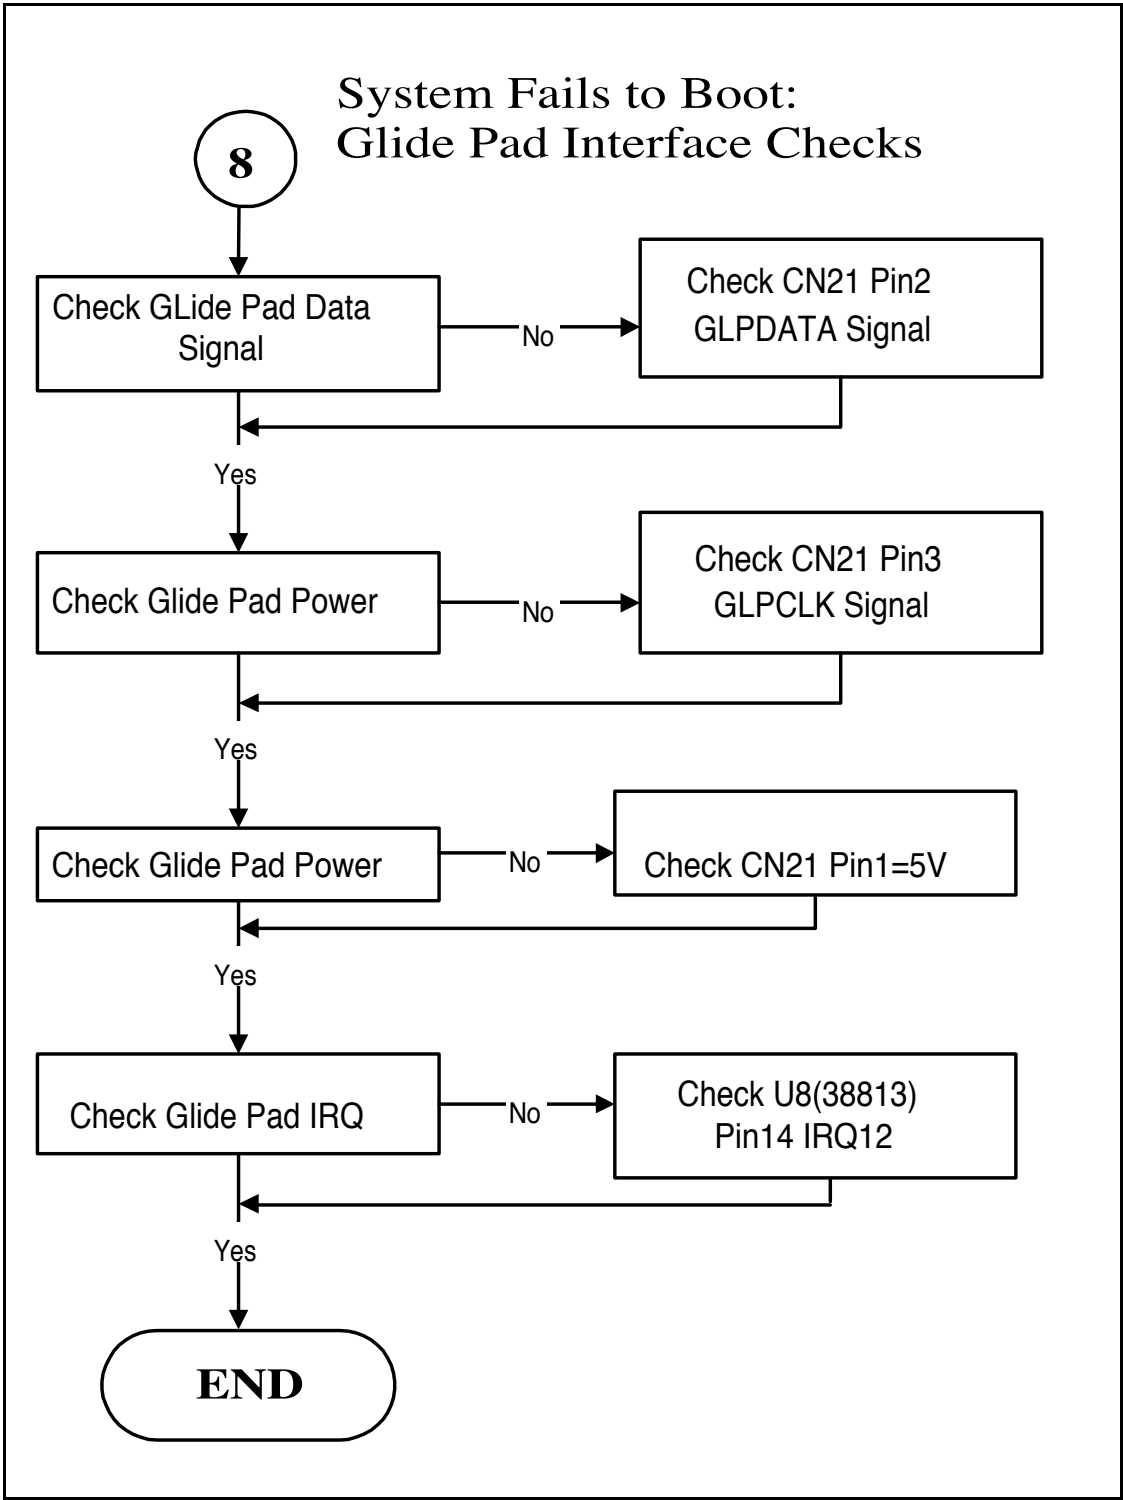 System Fails to Boot:
Glide Pad Interface Checks
8
Check GLide Pad Data
Signal
No
Check CN21 Pin2
GLPDATA Signal
Yes
Check Glide Pad Power
No
Check CN21 Pin3
GLPCLK Signal
Yes
Check Glide Pad Power
No
Check CN21 Pin1=5V
Yes
Check Glide Pad IRQ
No
Check U8(38813)
Pin14 IRQ12
Yes
END